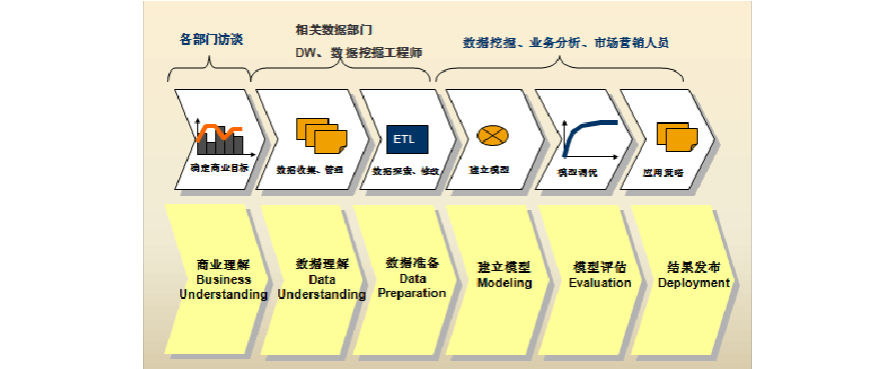 各部门访谈
相关数据部门
DW、数据挖掘工程师
数据挖掘、业务分析、市场营销人员
ETL
确定商业目标
数据收集、管理
数据探索、修改
建立模型
模型调优
应用策略
商业理解
Business
Understanding
数据理解
Data
Understanding
数据准备
Data
Preparation
建立模型
Modeling
模型评估
Evaluation
结果发布
Deployment